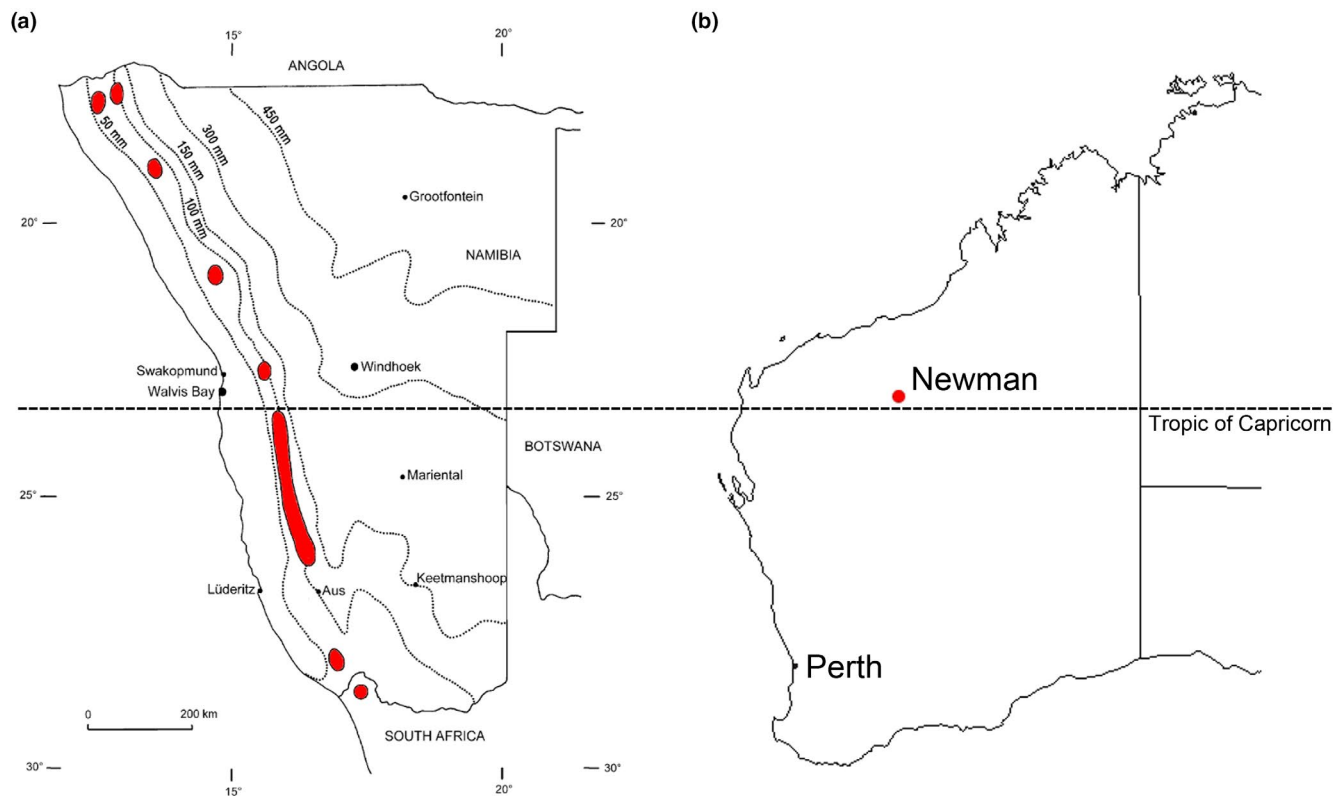 (a)
(b)
15°
20°
ANGOLA
50 mm
100 mm
150 mm
300 mm
450 mm
Grootfontein
20°
20°
NAMIBIA
Swakopmund
Walvis Bay
Windhoek
Newman
Tropic of Capricorn
BOTSWANA
Mariental
25°
25°
Lüderitz
Aus
Keetmanshoop
Perth
0 200 km
SOUTH AFRICA
30°
30°
15°
20°